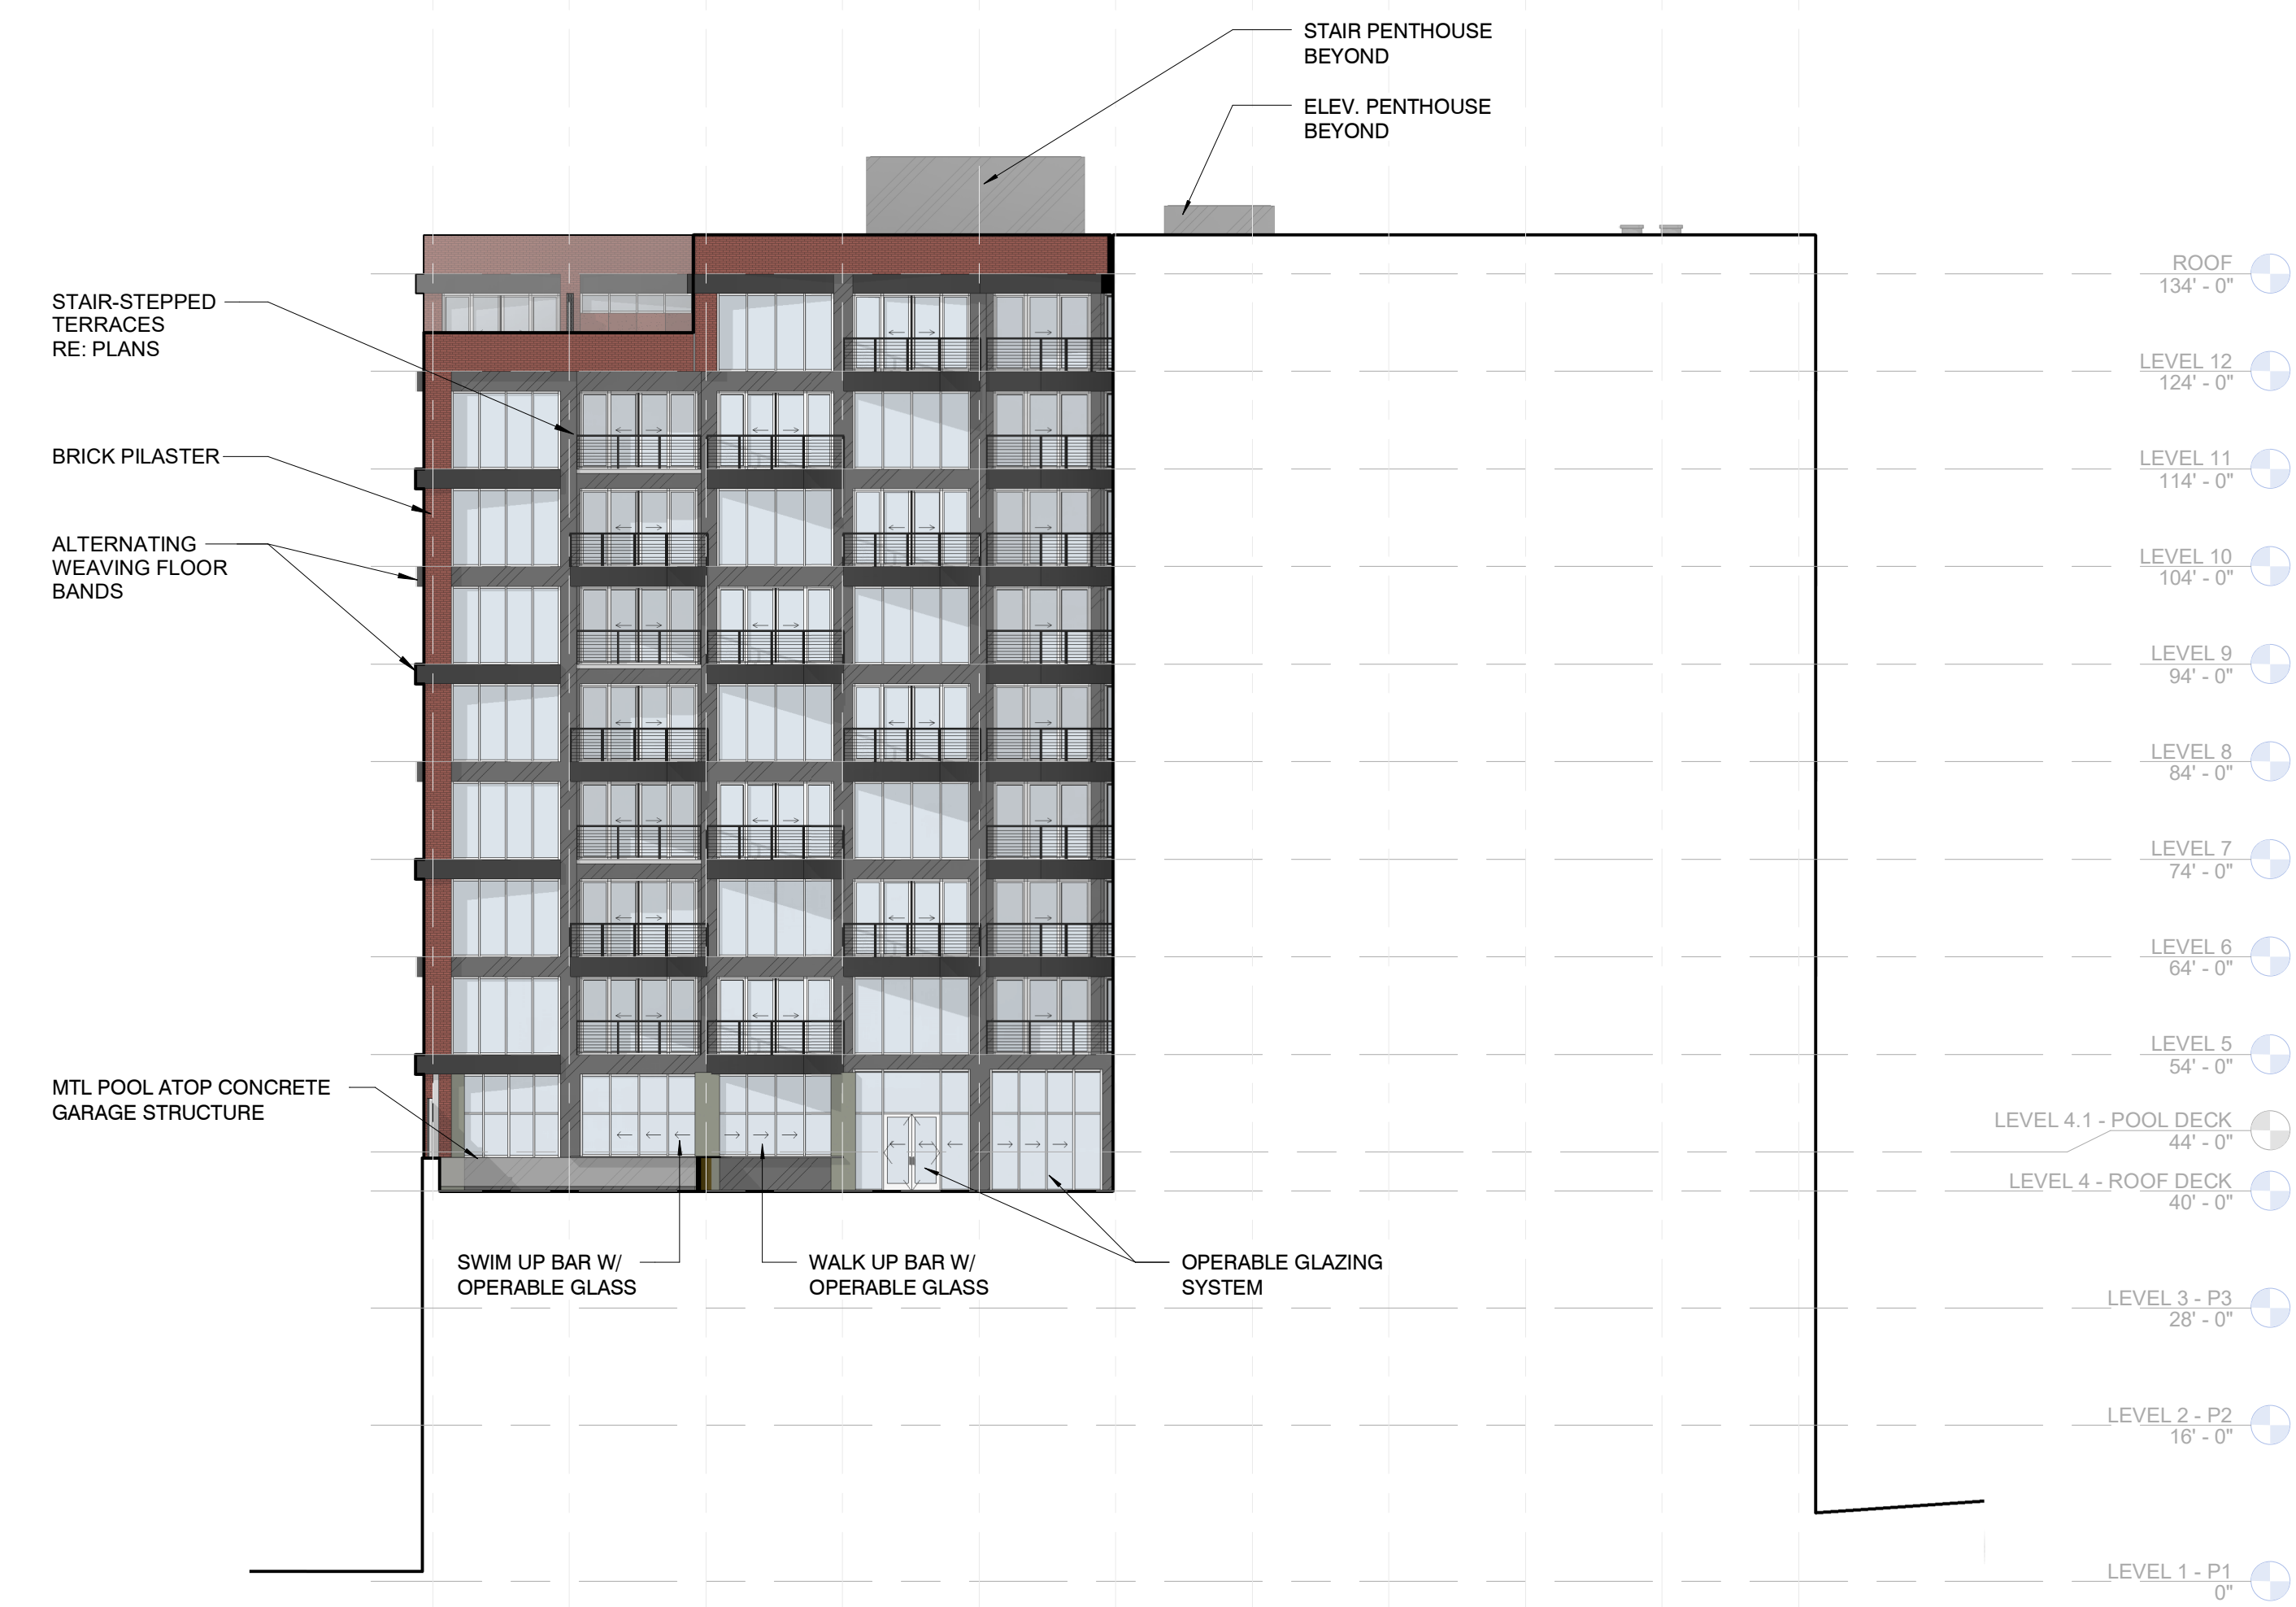 STAIR PENTHOUSE
BEYOND
ELEV. PENTHOUSE
BEYOND
STAIR-STEPPED
TERRACES
RE: PLANS
BRICK PILASTER
ALTERNATING
WEAVING FLOOR
BANDS
MTL POOL ATOP CONCRETE
GARAGE STRUCTURE
SWIM UP BAR W/
OPERABLE GLASS
WALK UP BAR W/
OPERABLE GLASS
OPERABLE GLAZING
SYSTEM
ROOF
134' - 0"
LEVEL 12
124' - 0"
LEVEL 11
114' - 0"
LEVEL 10
104' - 0"
LEVEL 9
94' - 0"
LEVEL 8
84' - 0"
LEVEL 7
74' - 0"
LEVEL 6
64' - 0"
LEVEL 5
54' - 0"
LEVEL 4.1 - POOL DECK
44' - 0"
LEVEL 4 - ROOF DECK
40' - 0"
LEVEL 3 - P3
28' - 0"
LEVEL 2 - P2
16' - 0"
LEVEL 1 - P1
0"